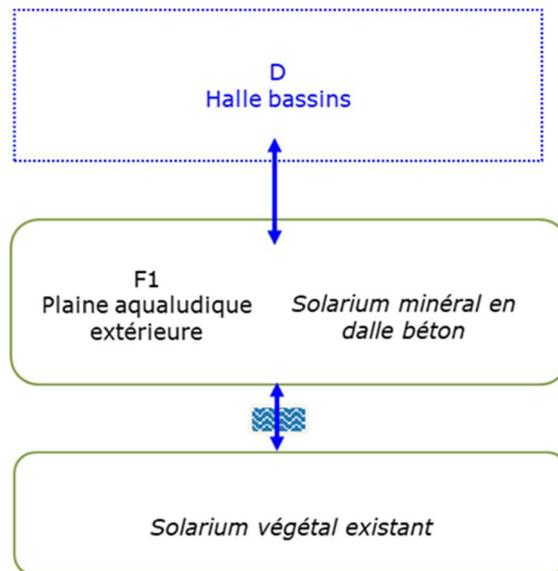 D
Halle bassins
F1
Plaine aqualudique
extérieure
Solarium minéral en
dalle béton
Solarium végétal existant